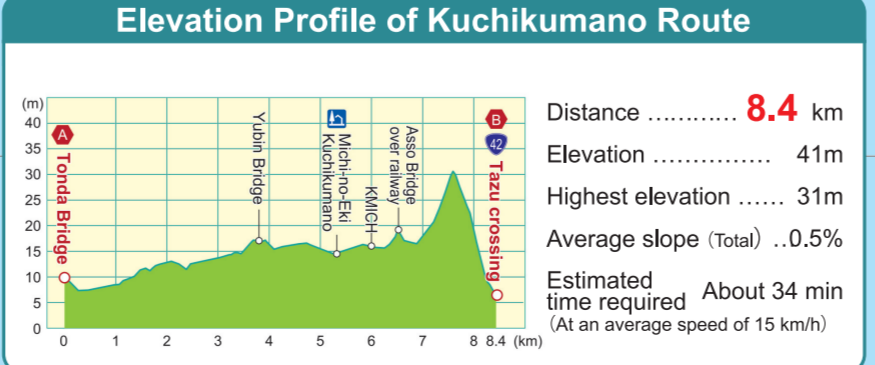 Elevation Profile of Kuchikumano Route
(m)
40
35
30
25
20
15
10
5
0
A
Tonda Bridge
Yubin Bridge
Michi-no-Eki
Kuchikumano
KMICH
Asso Bridge
over railway
B
42
Tazu crossing
0 1 2 3 4 5 6 7 8 8.4 (km)
Distance ............ 8.4 km
Elevation ................ 41m
Highest elevation ...... 31m
Average slope (Total) ..0.5%
Estimated
time required About 34 min
(At an average speed of 15 km/h)